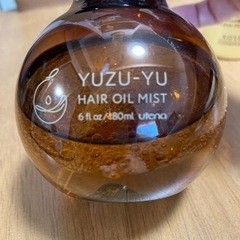 YUZU-YU
HAIR OIL MIST
6 fl oz/180ml utena